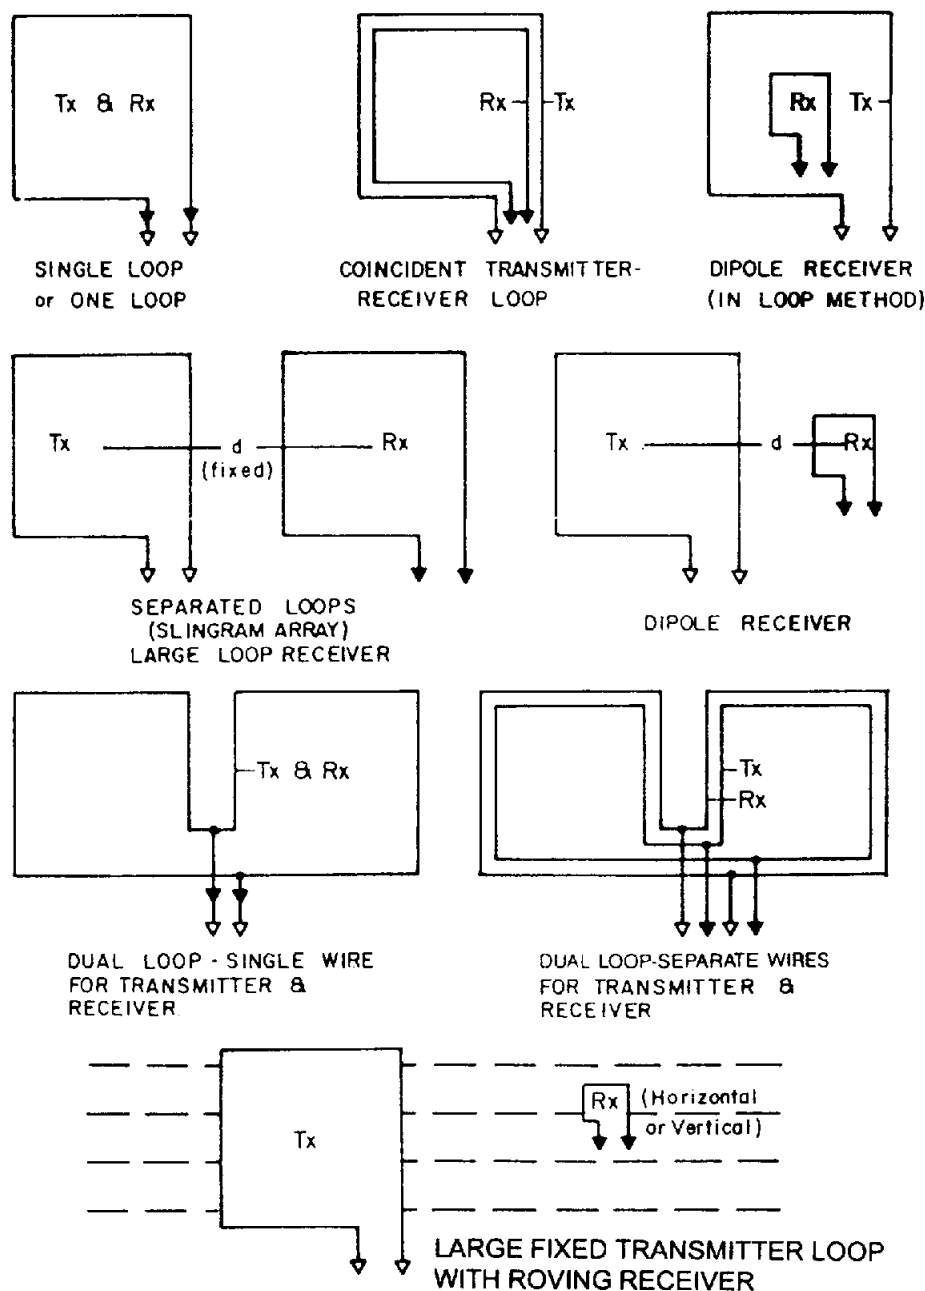 Tx & Rx
SINGLE LOOP
or ONE LOOP
Rx
Tx
COINCIDENT TRANSMITTER-
RECEIVER LOOP
Rx
Tx
DIPOLE RECEIVER
(IN LOOP METHOD)
Tx
d
(fixed)
Rx
SEPARATED LOOPS
(SLINGRAM ARRAY)
LARGE LOOP RECEIVER
Tx
d
Rx
DIPOLE RECEIVER
Tx & Rx
DUAL LOOP - SINGLE WIRE
FOR TRANSMITTER &
RECEIVER
Tx
Rx
DUAL LOOP-SEPARATE WIRES
FOR TRANSMITTER &
RECEIVER
Tx
Rx
(Horizontal
or Vertical)
LARGE FIXED TRANSMITTER LOOP
WITH ROVING RECEIVER